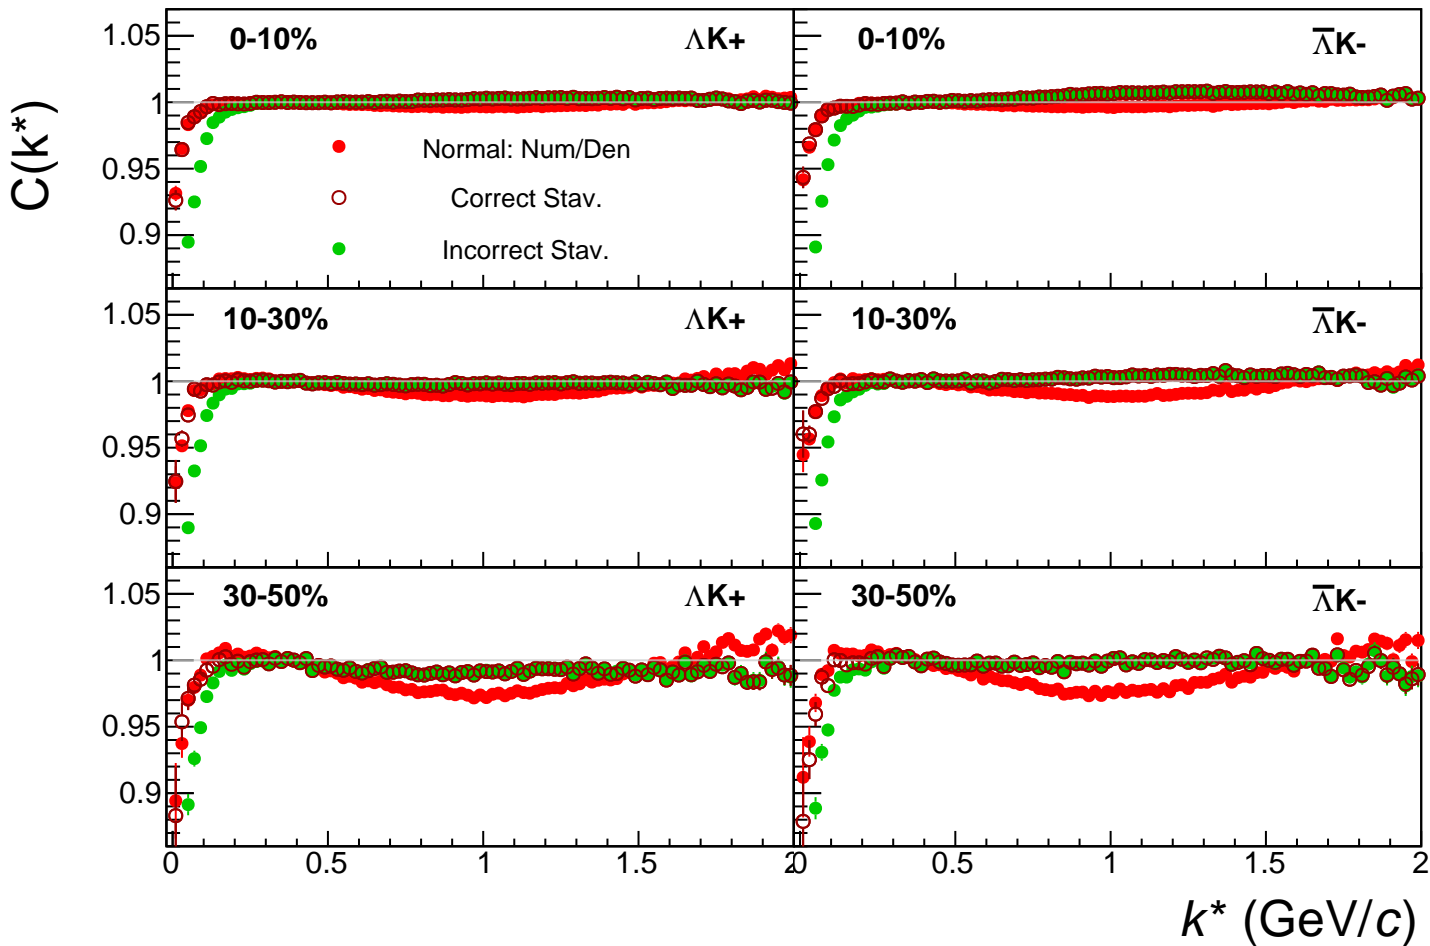 C(k*)
0-10%
ΛK+
1.05
1
0.95
0.9
Normal: Num/Den
Correct Stav.
Incorrect Stav.
0-10%
Λ̅K-
10-30%
ΛK+
1.05
1
0.95
0.9
10-30%
Λ̅K-
30-50%
ΛK+
1.05
1
0.95
0.9
30-50%
Λ̅K-
0 0.5 1 1.5 2 0 0.5 1 1.5 2
k* (GeV/c)